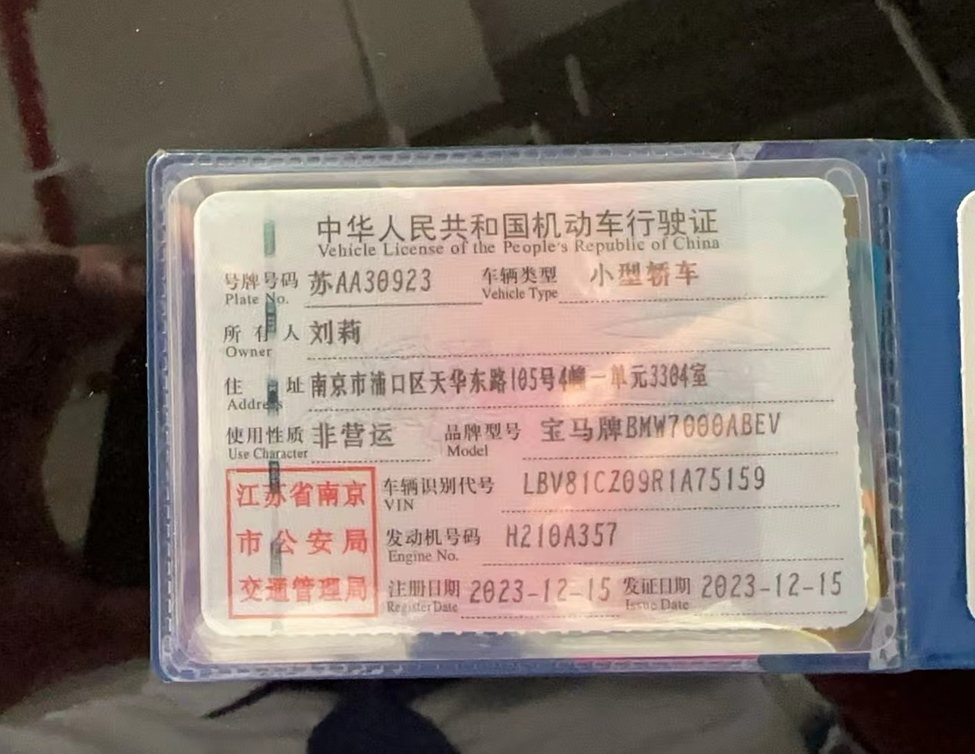 中华人民共和国机动车行驶证
Vehicle License of the People's Republic of China
号牌号码 苏AA30923 车辆类型 小型轿车
Plate No. Vehicle Type
所有人 刘莉
Owner
住址 南京市浦口区天华东路105号4幢一单元3304室
Address
使用性质 非营运 品牌型号 宝马牌BMW7000ABEV
Use Character Model
江苏省南京
市公安局
交通管理局
车辆识别代号 LBV81CZ09R1A75159
VIN
发动机号码 H210A357
Engine No.
注册日期 2023-12-15 发证日期 2023-12-15
Register Date Issue Date